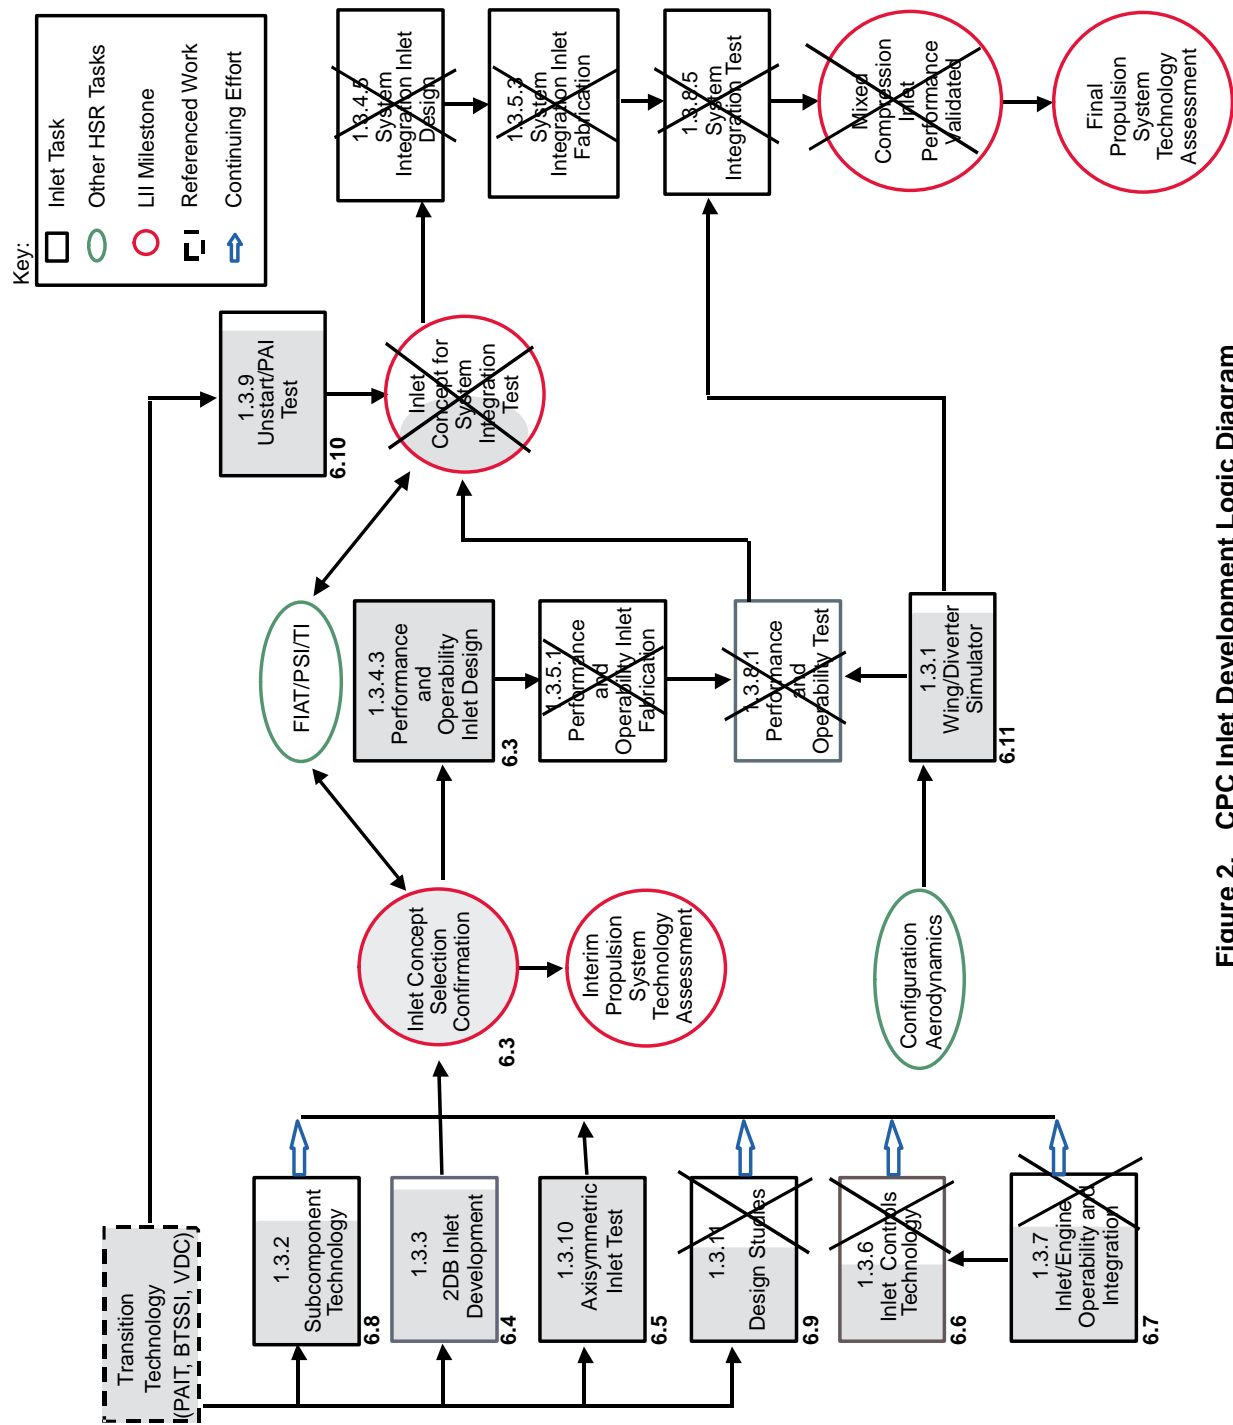 Key:
Inlet Task
Other HSR Tasks
LII Milestone
Referenced Work
Continuing Effort
Transition
Technology
(PAIT, BTSSI, VDC)
1.3.2
Subcomponent
Technology
6.8
1.3.3
2DB Inlet
Development
6.4
1.3.10
Axisymmetric
Inlet Test
6.5
1.3.11
Design Studies
6.9
1.3.6
Inlet Controls
Technology
6.6
1.3.7
Inlet/Engine
Operability and
Integration
6.7
Inlet Concept
Selection
Confirmation
6.3
Interim
Propulsion
System
Technology
Assessment
Configuration
Aerodynamics
FIAT/PSI/TI
1.3.4.3
Performance
and
Operability
Inlet Design
6.3
1.3.5.1
Performance
and
Operability Inlet
Fabrication
1.3.8.1
Performance
and
Operability Test
1.3.1
Wing/Diverter
Simulator
6.11
1.3.9
Unstart/PAI
Test
6.10
Inlet
Concept for
System
Integration
Test
1.3.4.5
System
Integration Inlet
Design
1.3.5.3
System
Integration Inlet
Fabrication
1.3.8.5
System
Integration Test
Mixed
Compression
Inlet
Performance
Validated
Final
Propulsion
System
Technology
Assessment
Figure 2. CPC Inlet Development Logic Diagram